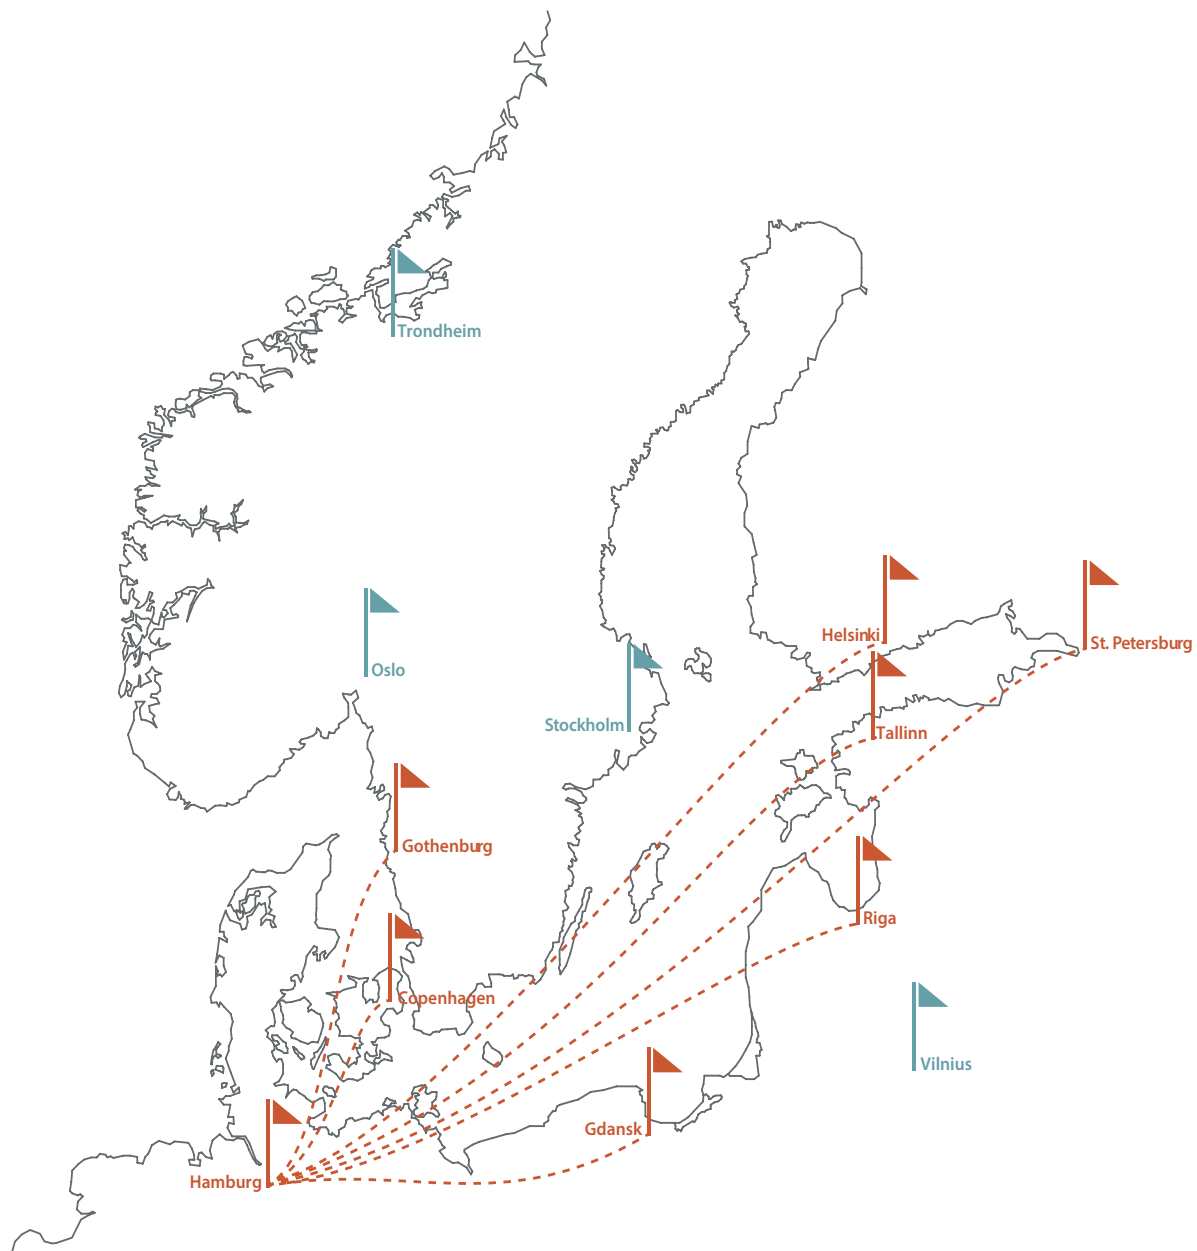 Trondheim
Helsinki
St. Petersburg
Oslo
Stockholm
Tallinn
Gothenburg
Riga
Copenhagen
Vilnius
Gdansk
Hamburg